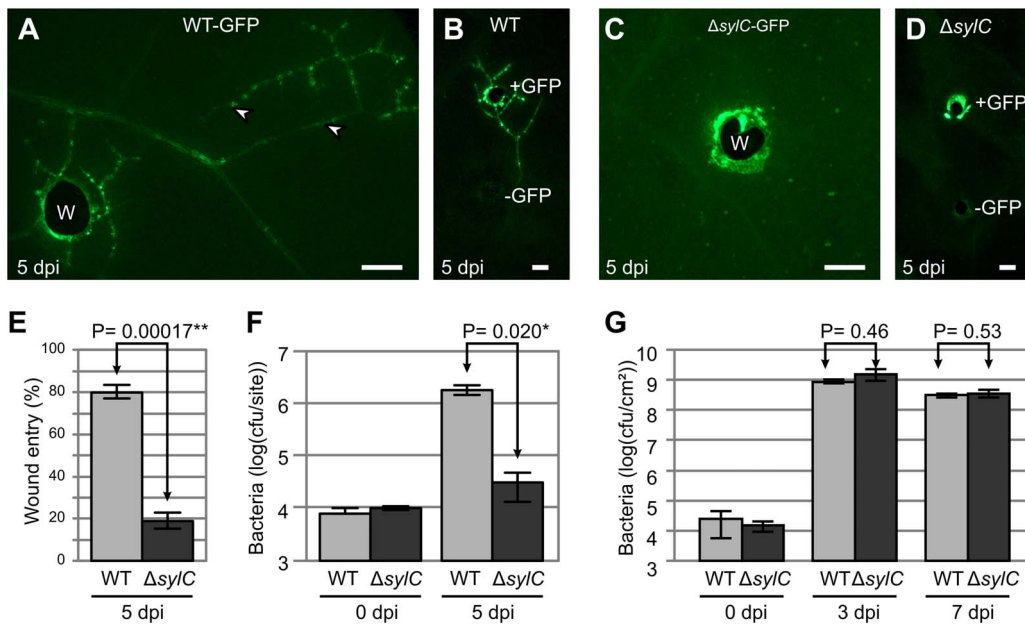 A WT-GFP
W
5 dpi
B WT
+GFP
-GFP
5 dpi
C ΔsylC-GFP
W
5 dpi
D ΔsylC
+GFP
-GFP
5 dpi
E
P= 0.00017**
Wound entry (%)
100
80
60
40
20
0
WT ΔsylC
5 dpi
F
P= 0.020*
Bacteria (log(cfu/site)
7
6
5
4
3
WT ΔsylC WT ΔsylC
0 dpi 5 dpi
G
P= 0.46 P= 0.53
Bacteria (log(cfu/cm²))
10
9
8
7
6
5
4
3
WT ΔsylC WT ΔsylC WT ΔsylC
0 dpi 3 dpi 7 dpi